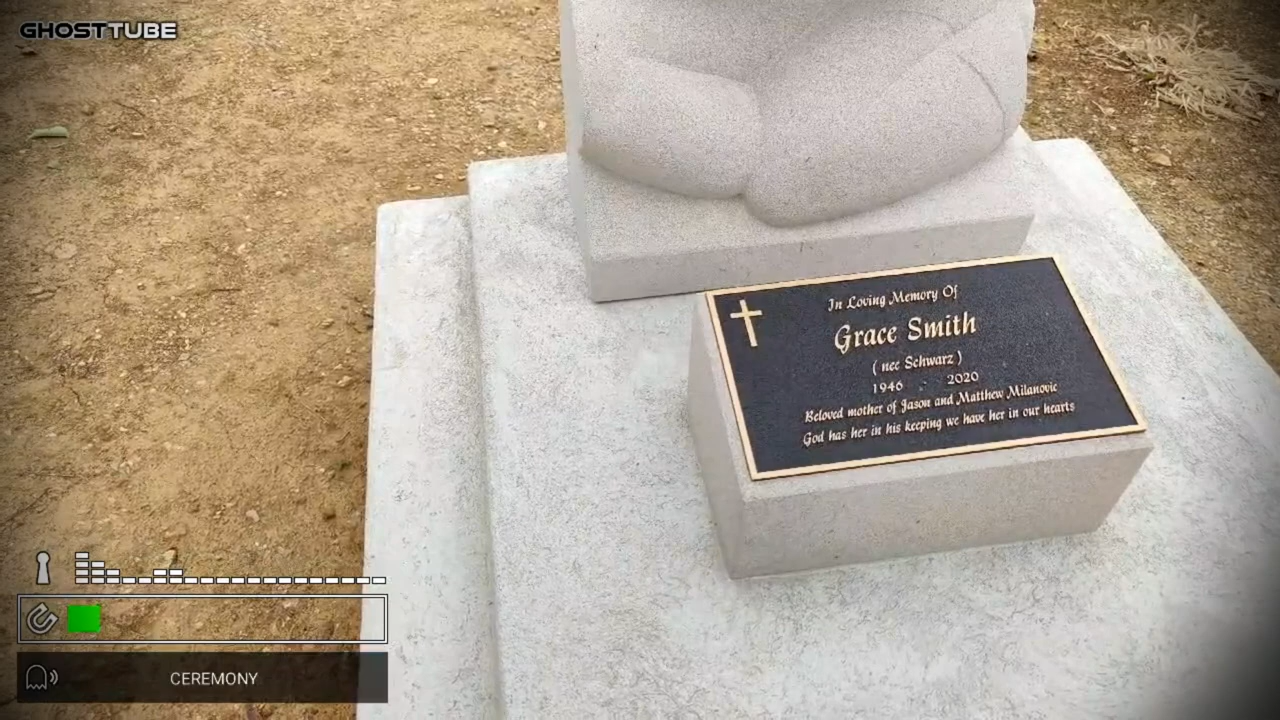 GHOSTTUBE
In Loving Memory Of
Grace Smith
( nee Schwarz )
1946 - 2020
Beloved mother of Jason and Matthew Milanovic
God has her in his keeping we have her in our hearts
CEREMONY